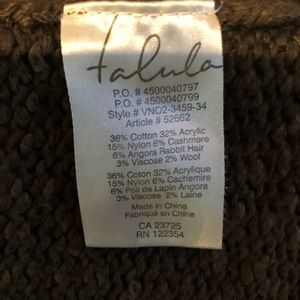 talula
P.O. # 4500040797
P.O. # 4500040799
Style # VNO2-3459-34
Article # 52662
36% Cotton 32% Acrylic
15% Nylon 6% Cashmere
6% Angora Rabbit Hair
3% Viscose 2% Wool
36% Coton 32% Acrylique
15% Nylon 6% Cachemire
6% Poil de Lapin Angora
3% Viscose 2% Laine
Made in China
Fabriqué en Chine
CA 23725
RN 122354